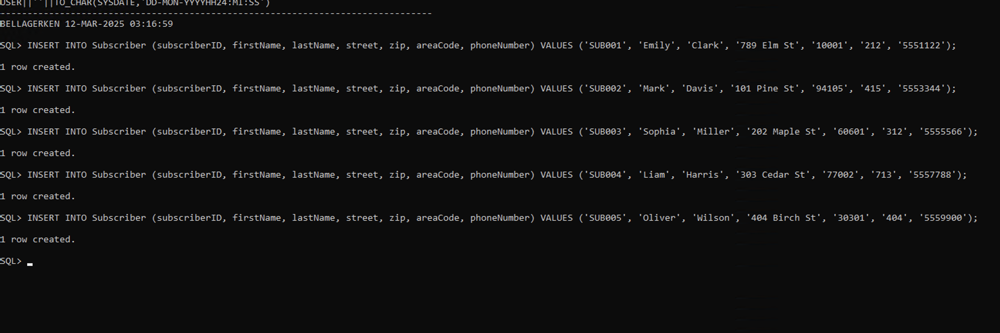 USER||''||TO_CHAR(SYSDATE,'DD-MON-YYYYHH24:MI:SS')
--------------------------------------------------------------------------------
BELLAGERKEN 12-MAR-2025 03:16:59
SQL> INSERT INTO Subscriber (subscriberID, firstName, lastName, street, zip, areaCode, phoneNumber) VALUES ('SUB001', 'Emily', 'Clark', '789 Elm St', '10001', '212', '5551122');
1 row created.
SQL> INSERT INTO Subscriber (subscriberID, firstName, lastName, street, zip, areaCode, phoneNumber) VALUES ('SUB002', 'Mark', 'Davis', '101 Pine St', '94105', '415', '5553344');
1 row created.
SQL> INSERT INTO Subscriber (subscriberID, firstName, lastName, street, zip, areaCode, phoneNumber) VALUES ('SUB003', 'Sophia', 'Miller', '202 Maple St', '60601', '312', '5555566');
1 row created.
SQL> INSERT INTO Subscriber (subscriberID, firstName, lastName, street, zip, areaCode, phoneNumber) VALUES ('SUB004', 'Liam', 'Harris', '303 Cedar St', '77002', '713', '5557788');
1 row created.
SQL> INSERT INTO Subscriber (subscriberID, firstName, lastName, street, zip, areaCode, phoneNumber) VALUES ('SUB005', 'Oliver', 'Wilson', '404 Birch St', '30301', '404', '5559900');
1 row created.
SQL> _